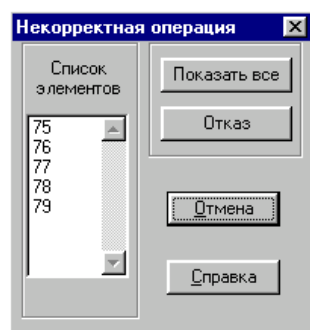 Некорректная операция
Список
элементов
75
76
77
78
79
Показать все
Отказ
Отмена
Справка